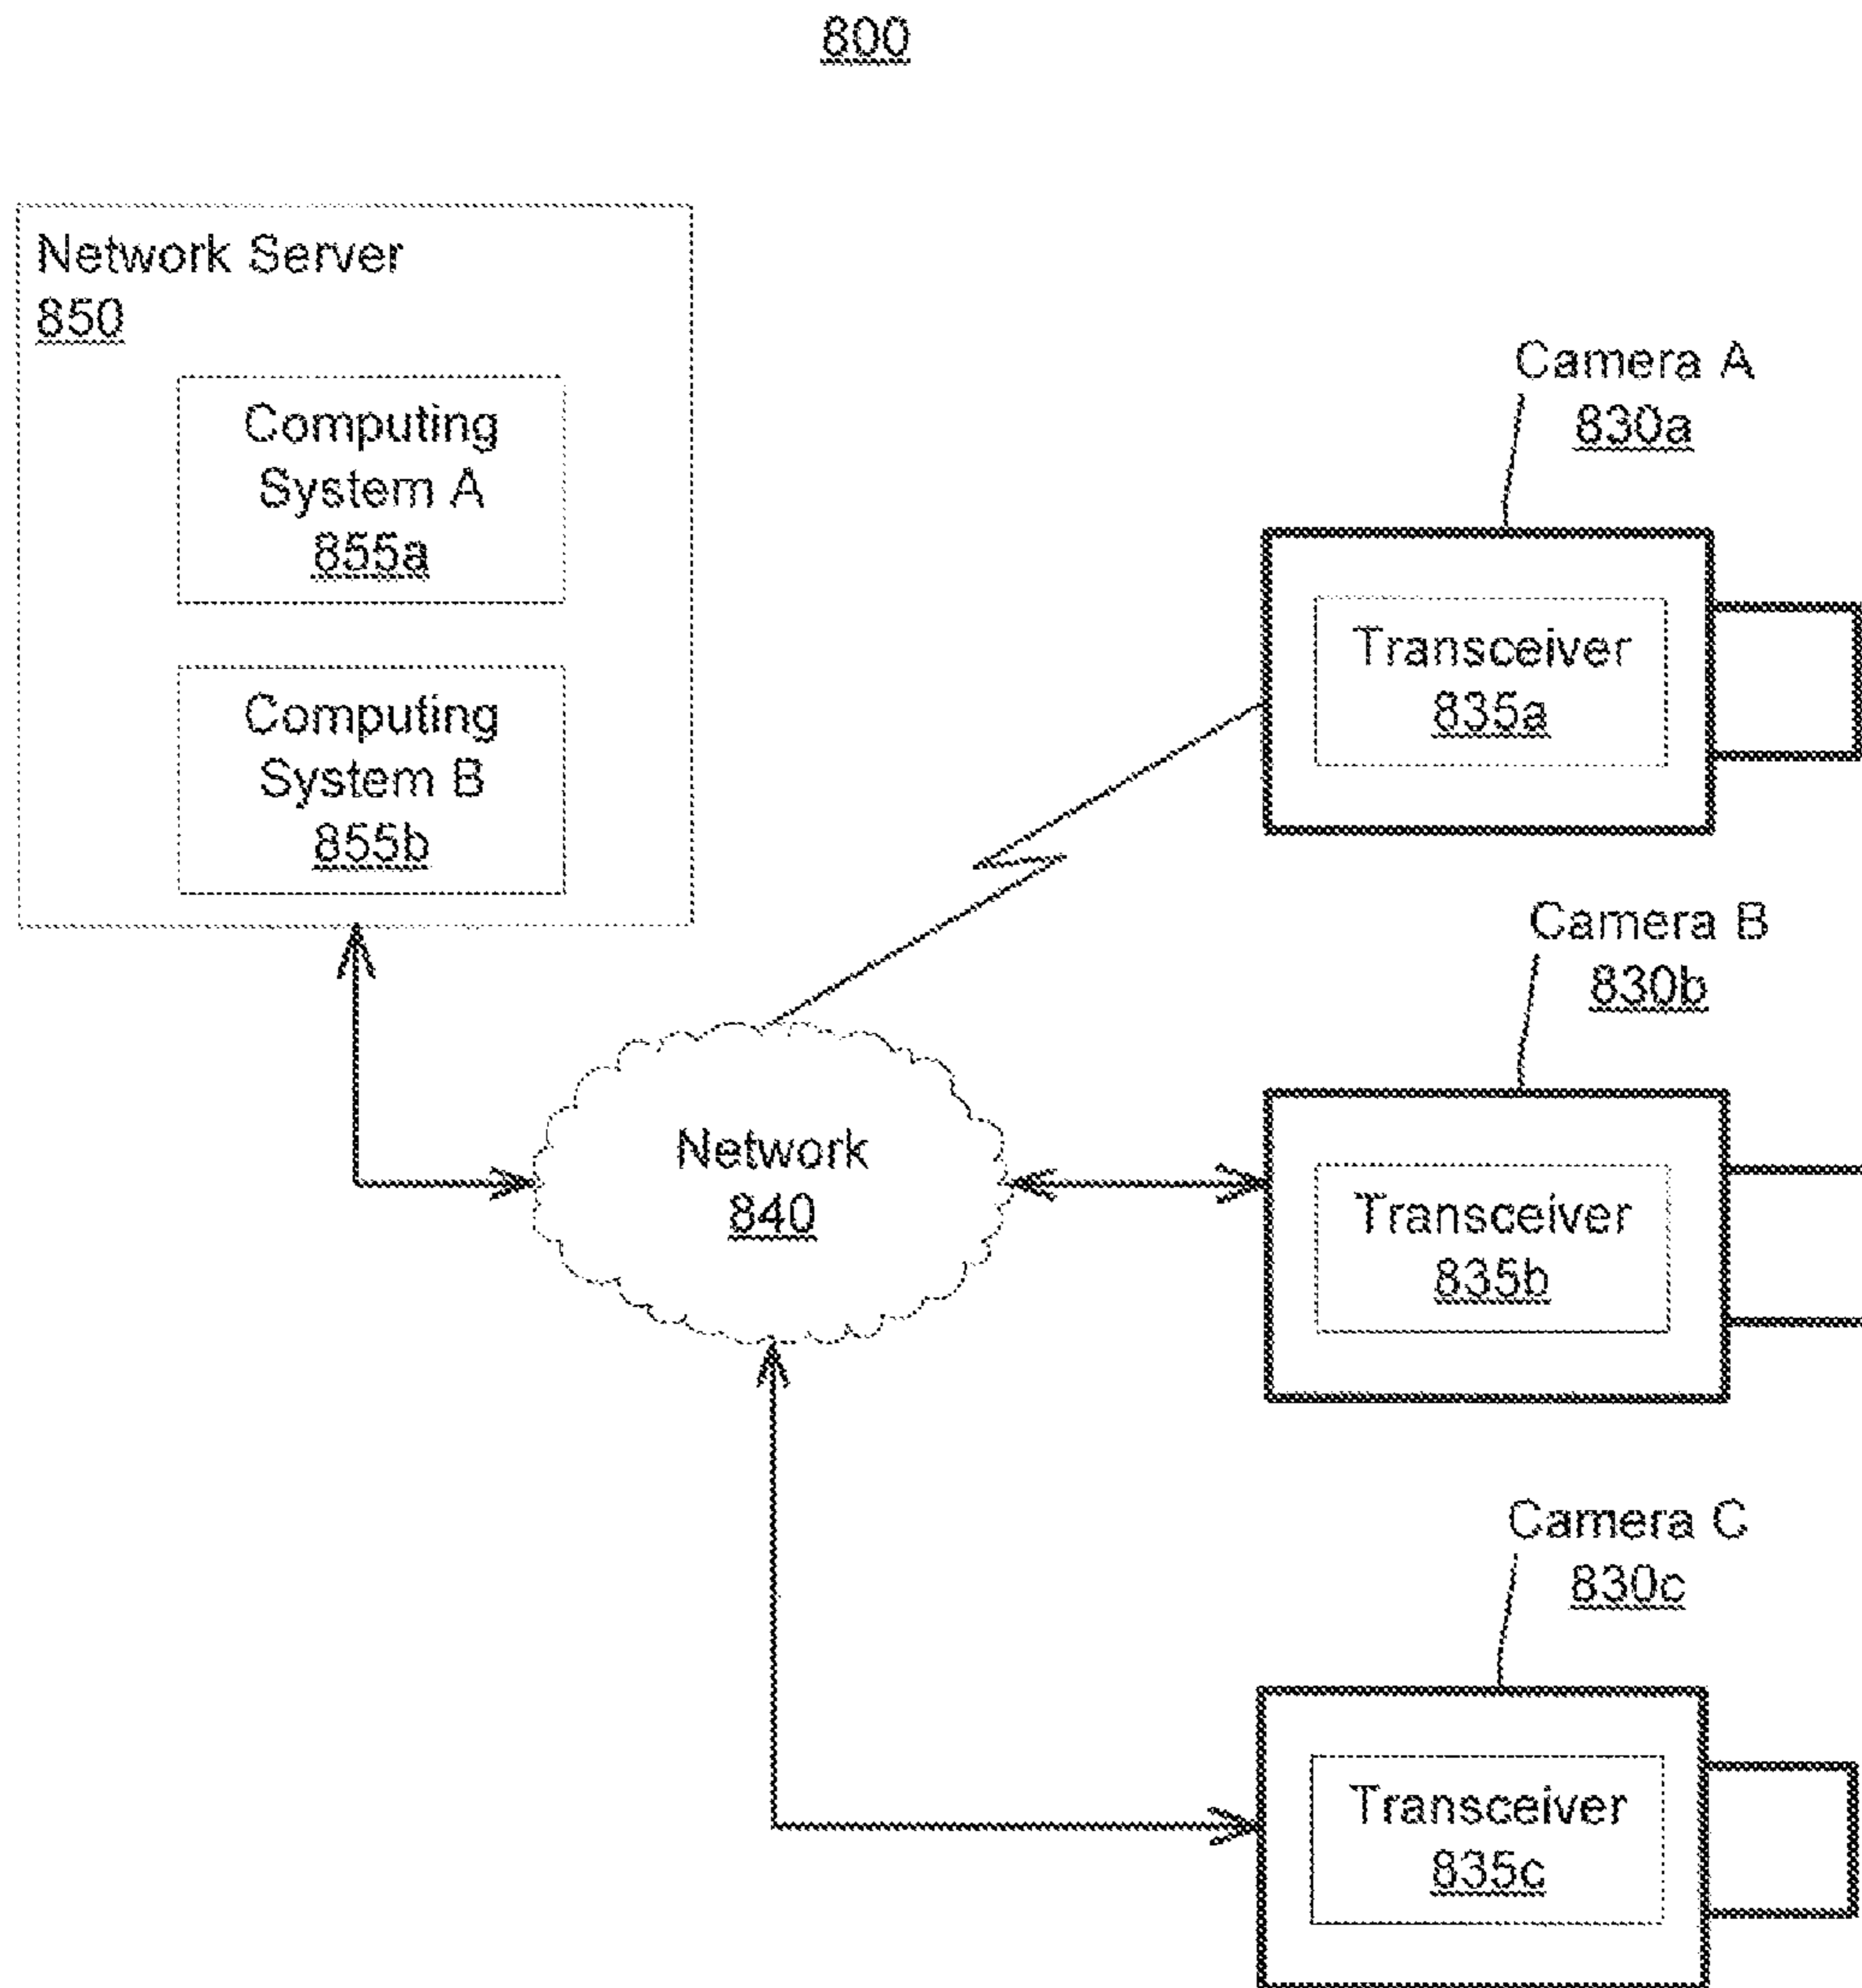 800
Network Server
850
Computing
System A
855a
Computing
System B
855b
Camera A
830a
Transceiver
835a
Camera B
830b
Transceiver
835b
Network
840
Camera C
830c
Transceiver
835c